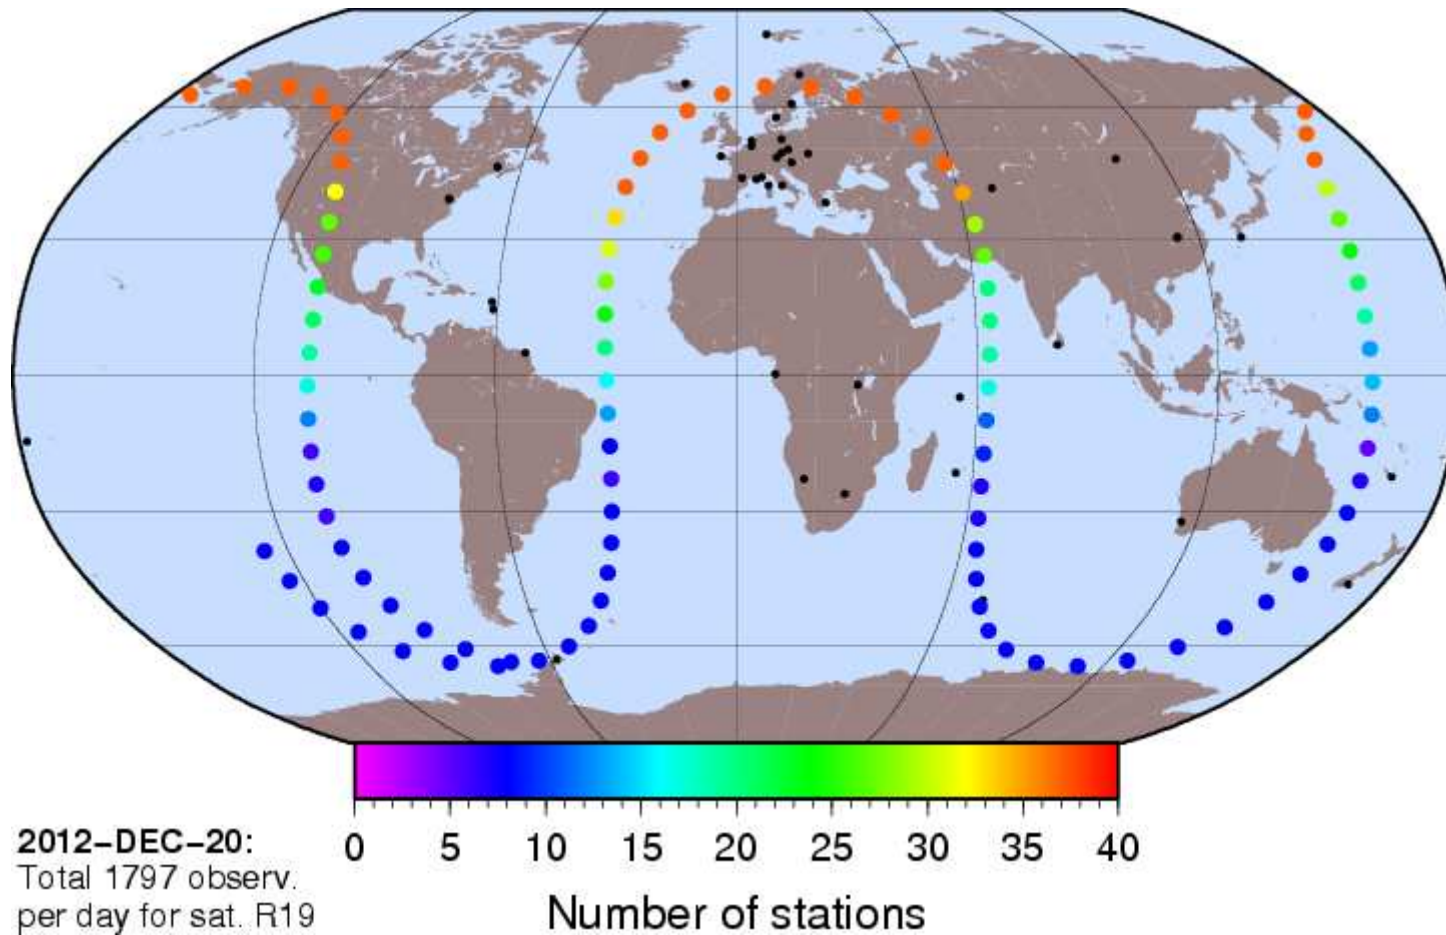 0 5 10 15 20 25 30 35 40
Number of stations
2012-DEC-20:
Total 1797 observ.
per day for sat. R19